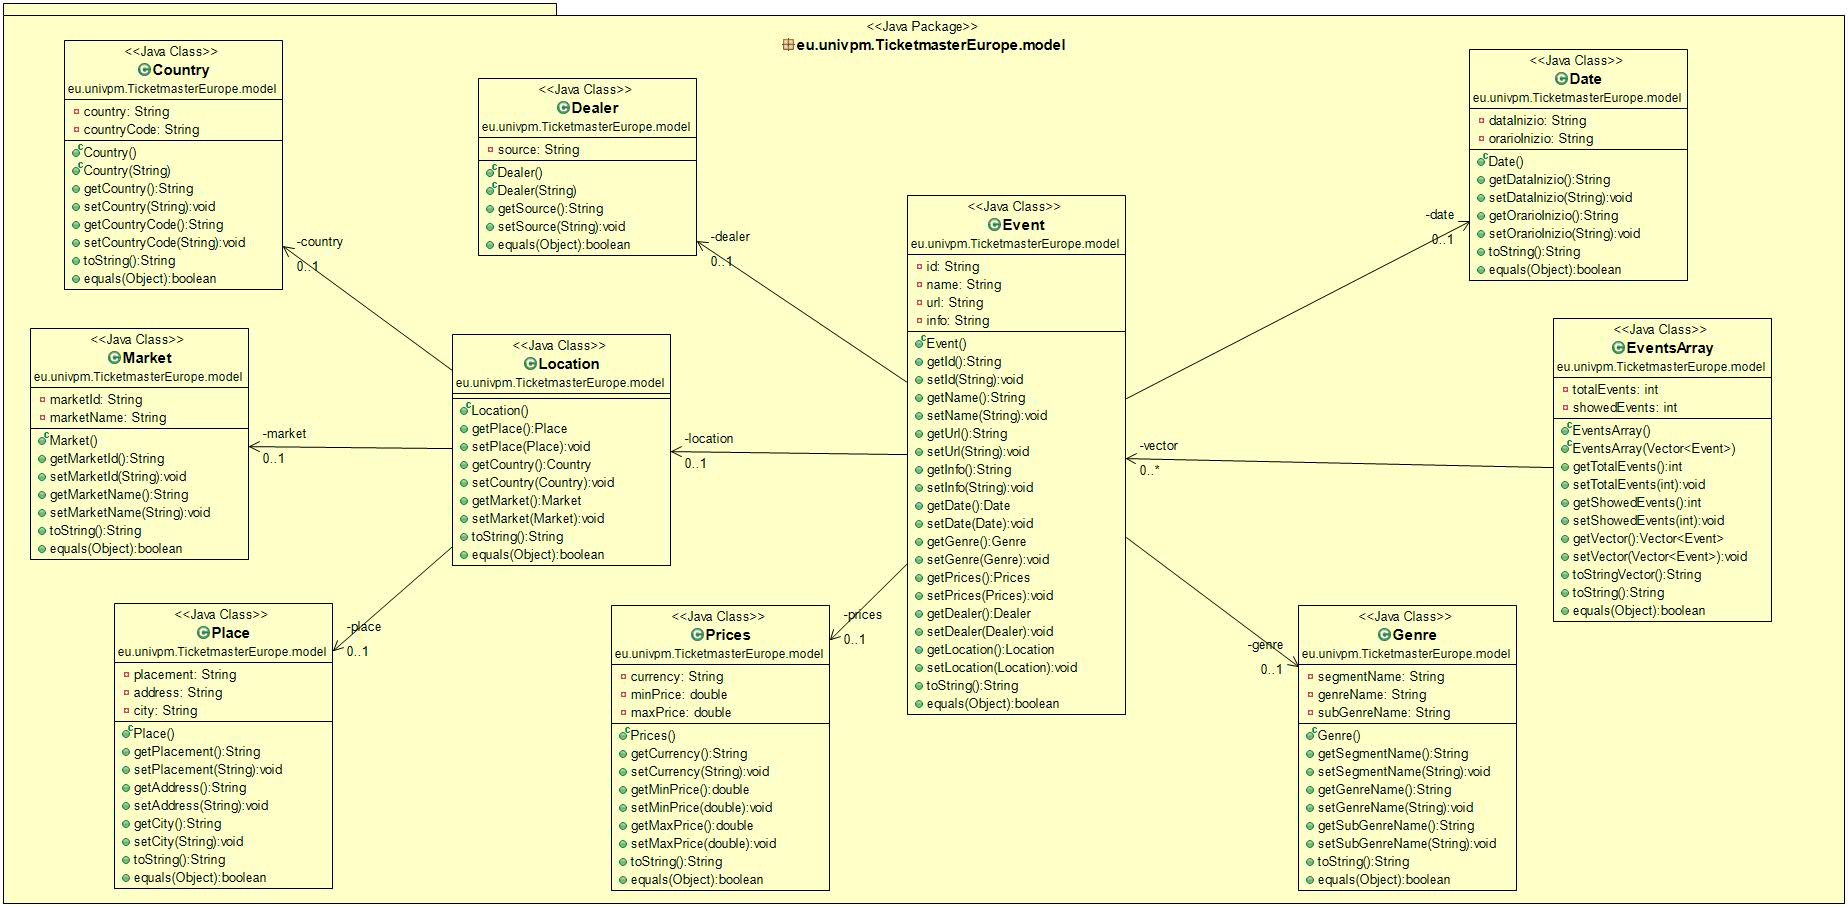 <<Java Package>>
eu.univpm.TicketmasterEurope.model
<<Java Class>>
Country
eu.univpm.TicketmasterEurope.model
country: String
countryCode: String
Country()
Country(String)
getCountry():String
setCountry(String):void
getCountryCode():String
setCountryCode(String):void
toString():String
equals(Object):boolean
<<Java Class>>
Dealer
eu.univpm.TicketmasterEurope.model
source: String
Dealer()
Dealer(String)
getSource():String
setSource(String):void
equals(Object):boolean
<<Java Class>>
Event
eu.univpm.TicketmasterEurope.model
id: String
name: String
url: String
info: String
Event()
getId():String
setId(String):void
getName():String
setName(String):void
getUrl():String
setUrl(String):void
getInfo():String
setInfo(String):void
getDate():Date
setDate(Date):void
getGenre():Genre
setGenre(Genre):void
getPrices():Prices
setPrices(Prices):void
getDealer():Dealer
setDealer(Dealer):void
getLocation():Location
setLocation(Location):void
toString():String
equals(Object):boolean
<<Java Class>>
Date
eu.univpm.TicketmasterEurope.model
dataInizio: String
orarioInizio: String
Date()
getDataInizio():String
setDataInizio(String):void
getOrarioInizio():String
setOrarioInizio(String):void
toString():String
equals(Object):boolean
-country
0..1
-dealer
0..1
-date
0..1
<<Java Class>>
Market
eu.univpm.TicketmasterEurope.model
marketId: String
marketName: String
Market()
getMarketId():String
setMarketId(String):void
getMarketName():String
setMarketName(String):void
toString():String
equals(Object):boolean
-market
0..1
<<Java Class>>
Location
eu.univpm.TicketmasterEurope.model
Location()
getPlace():Place
setPlace(Place):void
getCountry():Country
setCountry(Country):void
getMarket():Market
setMarket(Market):void
toString():String
equals(Object):boolean
-location
0..1
-vector
0..*
<<Java Class>>
EventsArray
eu.univpm.TicketmasterEurope.model
totalEvents: int
showedEvents: int
EventsArray()
EventsArray(Vector<Event>)
getTotalEvents():int
setTotalEvents(int):void
getShowedEvents():int
setShowedEvents(int):void
getVector():Vector<Event>
setVector(Vector<Event>):void
toStringVector():String
toString():String
equals(Object):boolean
<<Java Class>>
Place
eu.univpm.TicketmasterEurope.model
placement: String
address: String
city: String
Place()
getPlacement():String
setPlacement(String):void
getAddress():String
setAddress(String):void
getCity():String
setCity(String):void
toString():String
equals(Object):boolean
-place
0..1
<<Java Class>>
Prices
eu.univpm.TicketmasterEurope.model
currency: String
minPrice: double
maxPrice: double
Prices()
getCurrency():String
setCurrency(String):void
getMinPrice():double
setMinPrice(double):void
getMaxPrice():double
setMaxPrice(double):void
toString():String
equals(Object):boolean
-prices
0..1
-genre
0..1
<<Java Class>>
Genre
eu.univpm.TicketmasterEurope.model
segmentName: String
genreName: String
subGenreName: String
Genre()
getSegmentName():String
setSegmentName(String):void
getGenreName():String
setGenreName(String):void
getSubGenreName():String
setSubGenreName(String):void
toString():String
equals(Object):boolean